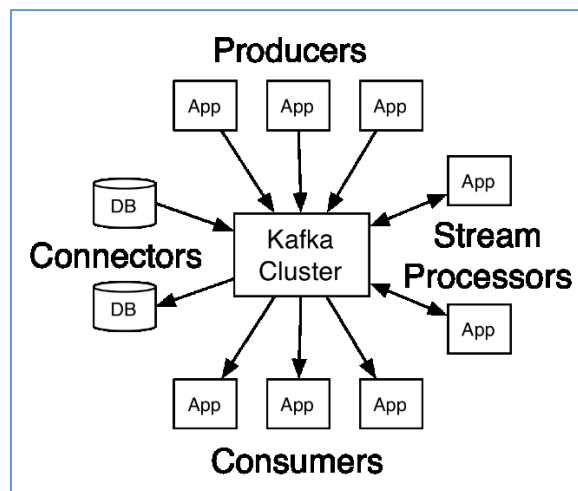 Producers
App
App
App
DB
App
Connectors
Kafka
Cluster
Stream
Processors
DB
App
App
App
App
Consumers